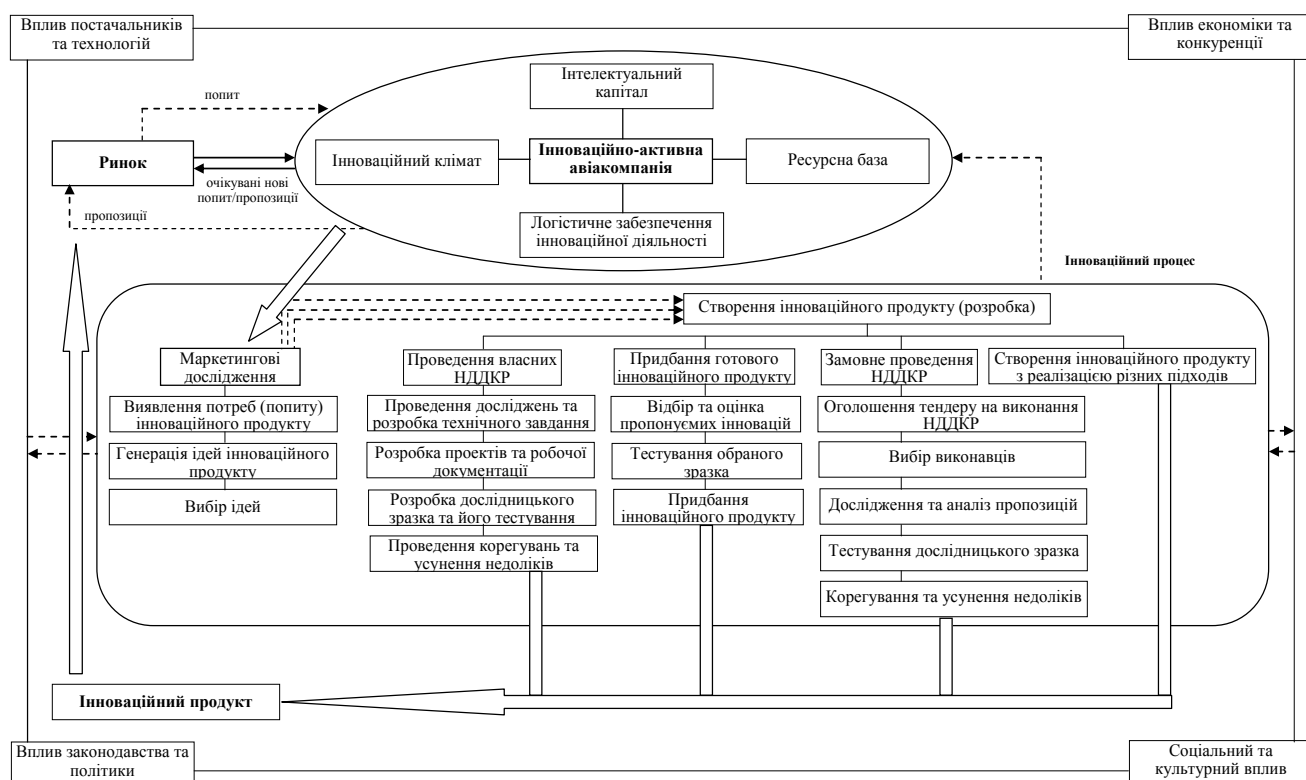 Вплив постачальників
та технологій
Вплив економіки та
конкуренції
Інтелектуальний
капітал
попит
Ринок
Інноваційний клімат
Інноваційно-активна
авіакомпанія
Ресурсна база
очікувані нові
попит/пропозиції
пропозиції
Логістичне забезпечення
інноваційної діяльності
Інноваційний процес
Створення інноваційного продукту (розробка)
Маркетингові
дослідження
Проведення власних
НДДКР
Придбання готового
інноваційного продукту
Замовне проведення
НДДКР
Створення інноваційного продукту
з реалізацією різних підходів
Виявлення потреб (попиту)
інноваційного продукту
Генерація ідей інноваційного
продукту
Вибір ідей
Проведення досліджень та
розробка технічного завдання
Розробка проектів та робочої
документації
Розробка дослідницького
зразка та його тестування
Проведення корегувань та
усунення недоліків
Відбір та оцінка
пропонуємих інновацій
Тестування обраного
зразка
Придбання
інноваційного продукту
Оголошення тендеру на виконання
НДДКР
Вибір виконавців
Дослідження та аналіз пропозицій
Тестування дослідницького зразка
Корегування та усунення недоліків
Інноваційний продукт
Вплив законодавства та
політики
Соціальний та
культурний вплив